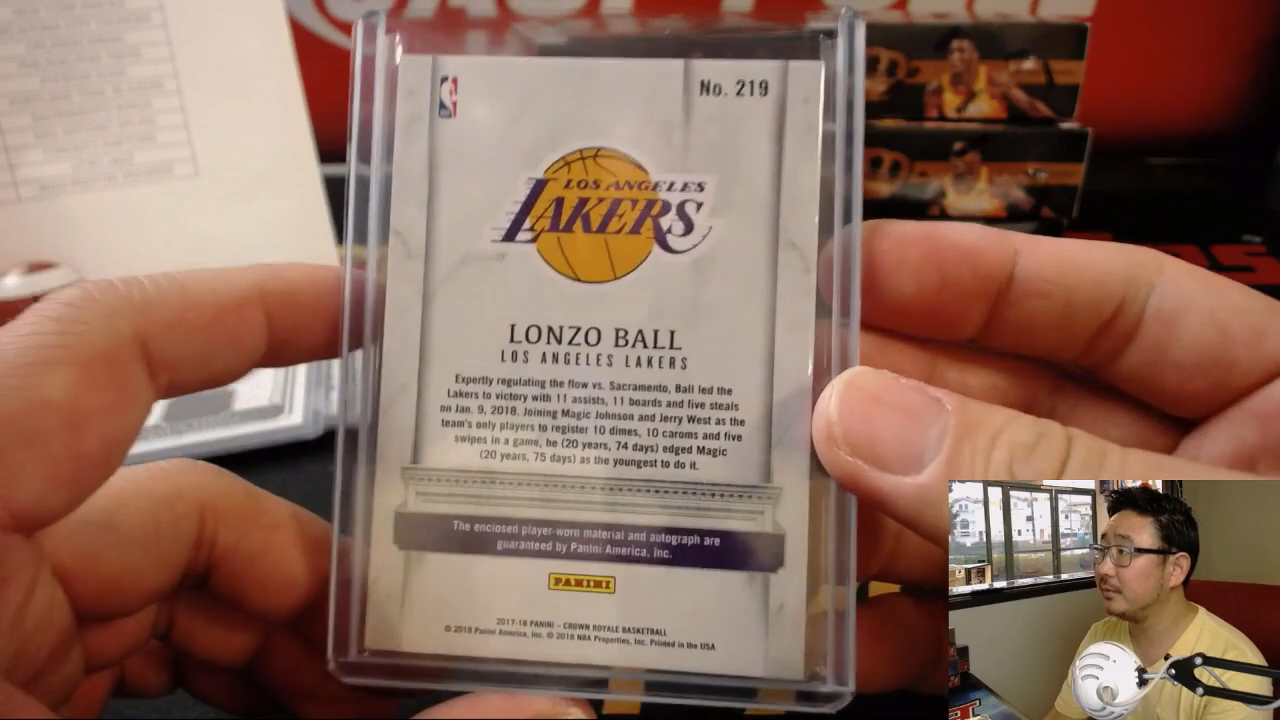 No. 219
LOS ANGELES
LAKERS
LONZO BALL
LOS ANGELES LAKERS
Expertly regulating the flow vs. Sacramento, Ball led the
Lakers to victory with 11 assists, 11 boards and five steals
on Jan. 9, 2018. Joining Magic Johnson and Jerry West as the
team's only players to register 10 dimes, 10 caroms and five
swipes in a game, he (20 years, 74 days) edged Magic
(20 years, 75 days) as the youngest to do it.
The enclosed player-worn material and autograph are
guaranteed by Panini America, Inc.
PANINI
2017-18 PANINI – CROWN ROYALE BASKETBALL
© 2018 Panini America, Inc. © 2018 NBA Properties, Inc. Printed in the USA.